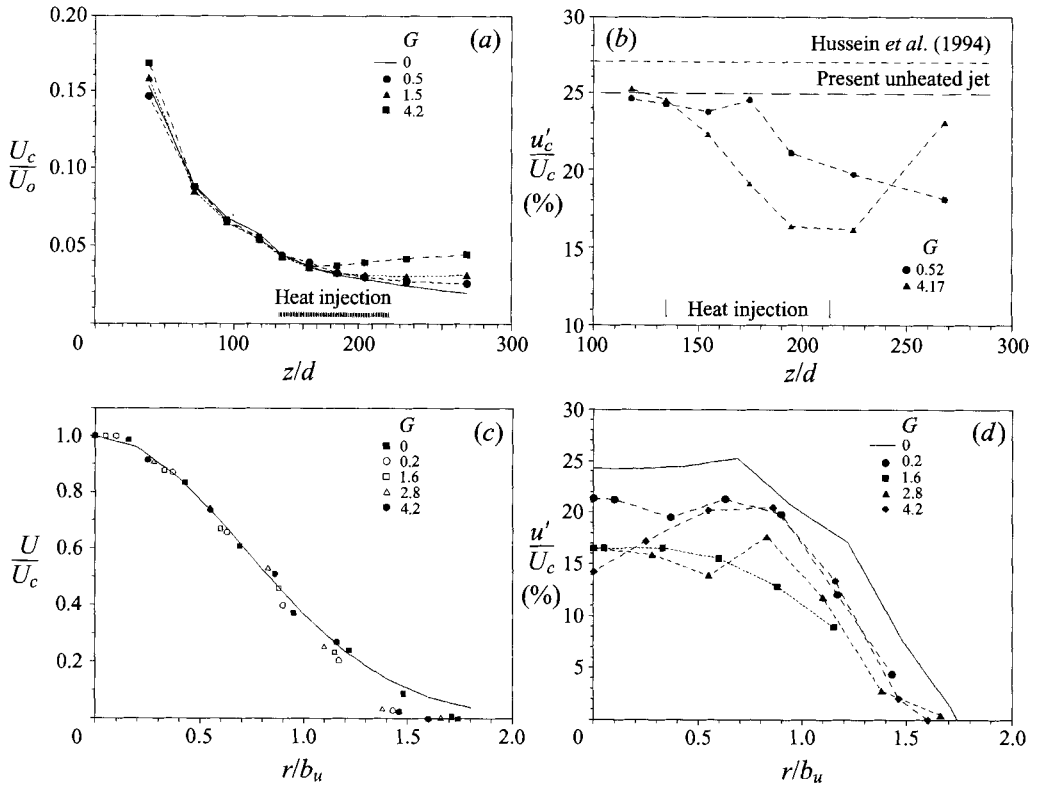 (a)
G
0
0.5
1.5
4.2
0.20
0.15
0.10
0.05
0
U_c
U_o
Heat injection
0 100 200 300
z/d
(b)
Hussein et al. (1994)
Present unheated jet
30
25
20
15
10
u′_c
U_c
(%)
G
0.52
4.17
Heat injection
100 150 200 250 300
z/d
(c)
G
0
0.2
1.6
2.8
4.2
1.0
0.8
0.6
0.4
0.2
U
U_c
0 0.5 1.0 1.5 2.0
r/b_u
(d)
G
0
0.2
1.6
2.8
4.2
30
25
20
15
10
5
u′
U_c
(%)
0 0.5 1.0 1.5 2.0
r/b_u